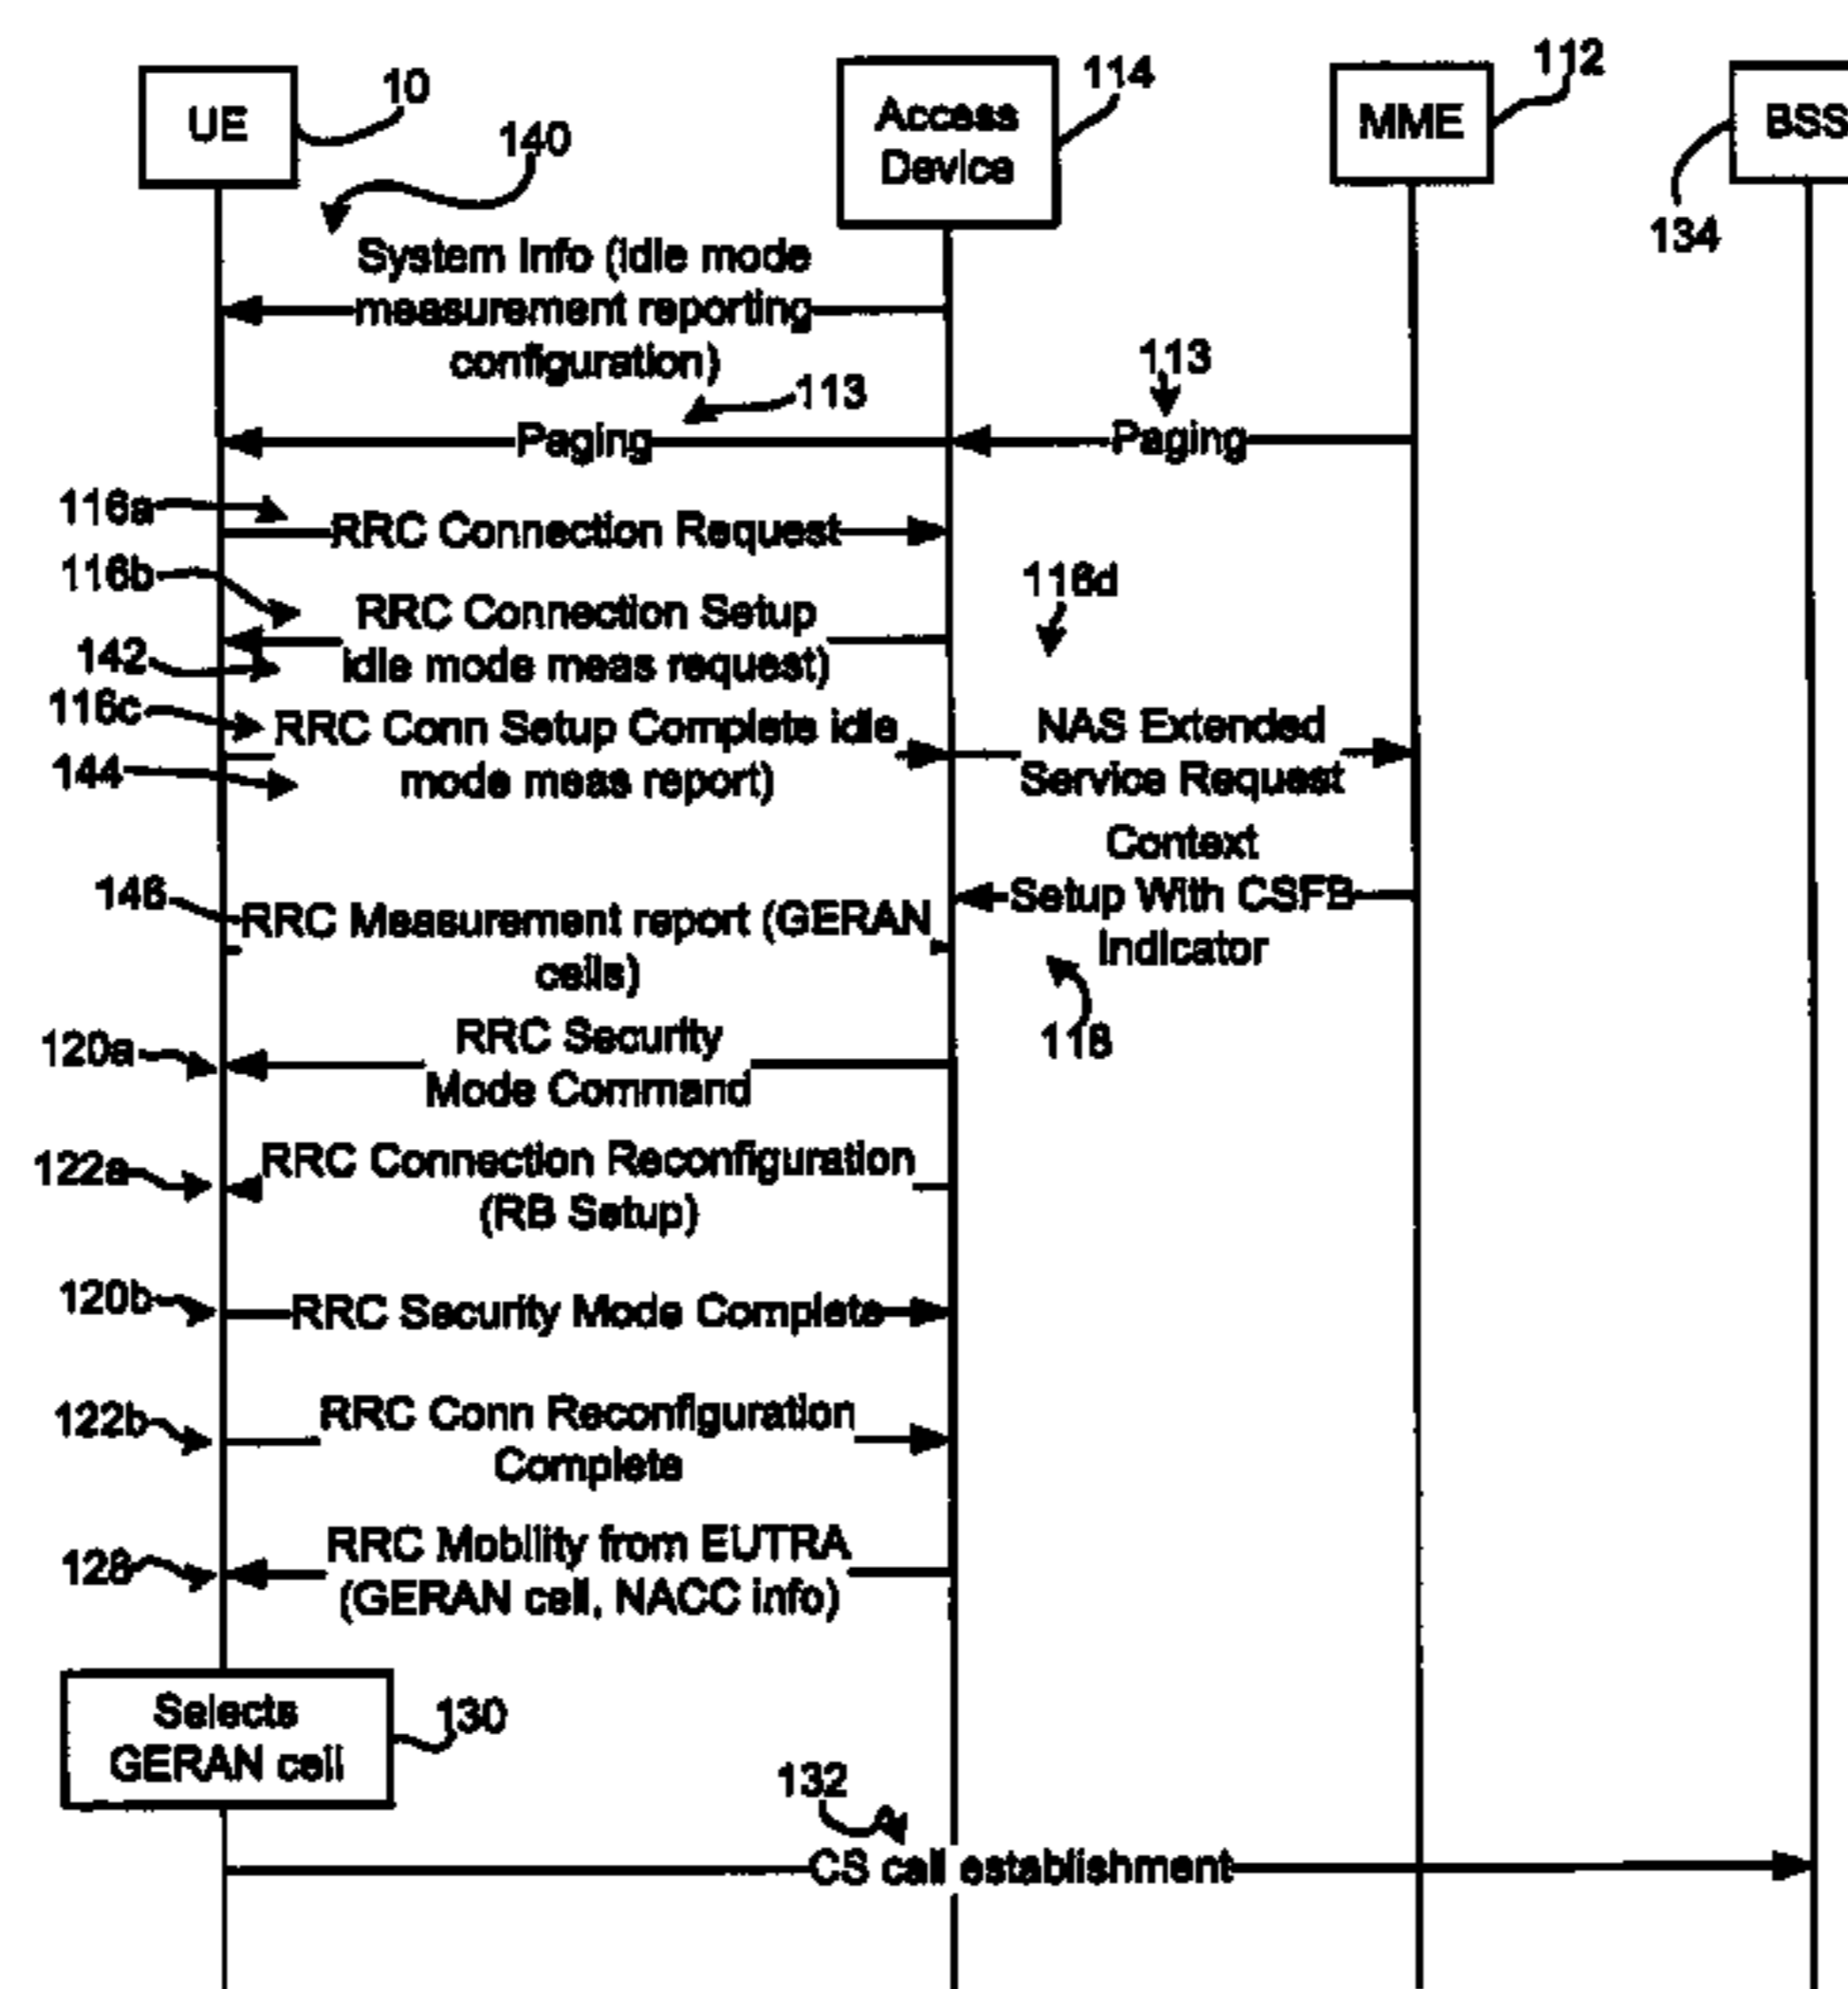 UE
10
140
Access
Device
114
MME
112
BSS
134
System Info (idle mode
measurement reporting
configuration)
113
Paging
113
Paging
116a
RRC Connection Request
116b
RRC Connection Setup
142
idle mode meas request)
116d
116c
RRC Conn Setup Complete idle
144
mode meas report)
NAS Extended
Service Request
Context
Setup With CSFB
Indicator
118
146
RRC Measurement report (GERAN
cells)
120a
RRC Security
Mode Command
122a
RRC Connection Reconfiguration
(RB Setup)
120b
RRC Security Mode Complete
122b
RRC Conn Reconfiguration
Complete
128
RRC Mobility from EUTRA
(GERAN cell, NACC info)
Selects
GERAN cell
130
132
CS call establishment